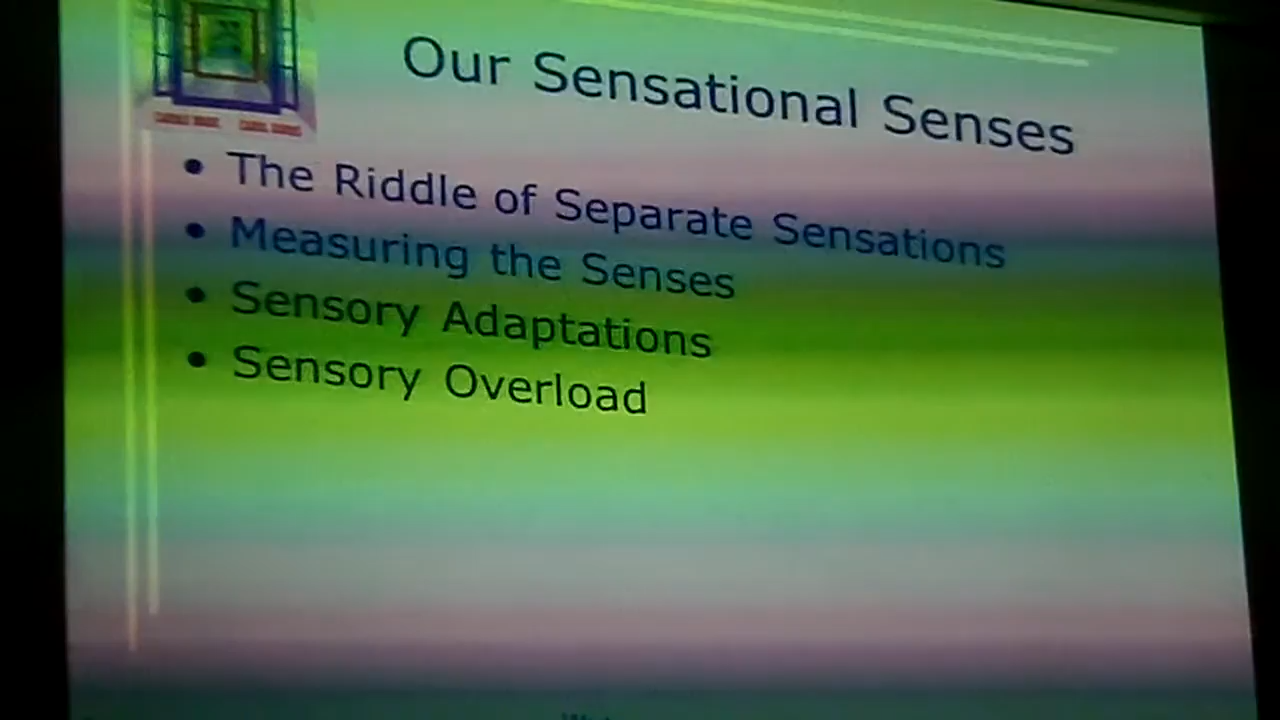 Our Sensational Senses
• The Riddle of Separate Sensations
• Measuring the Senses
• Sensory Adaptations
• Sensory Overload